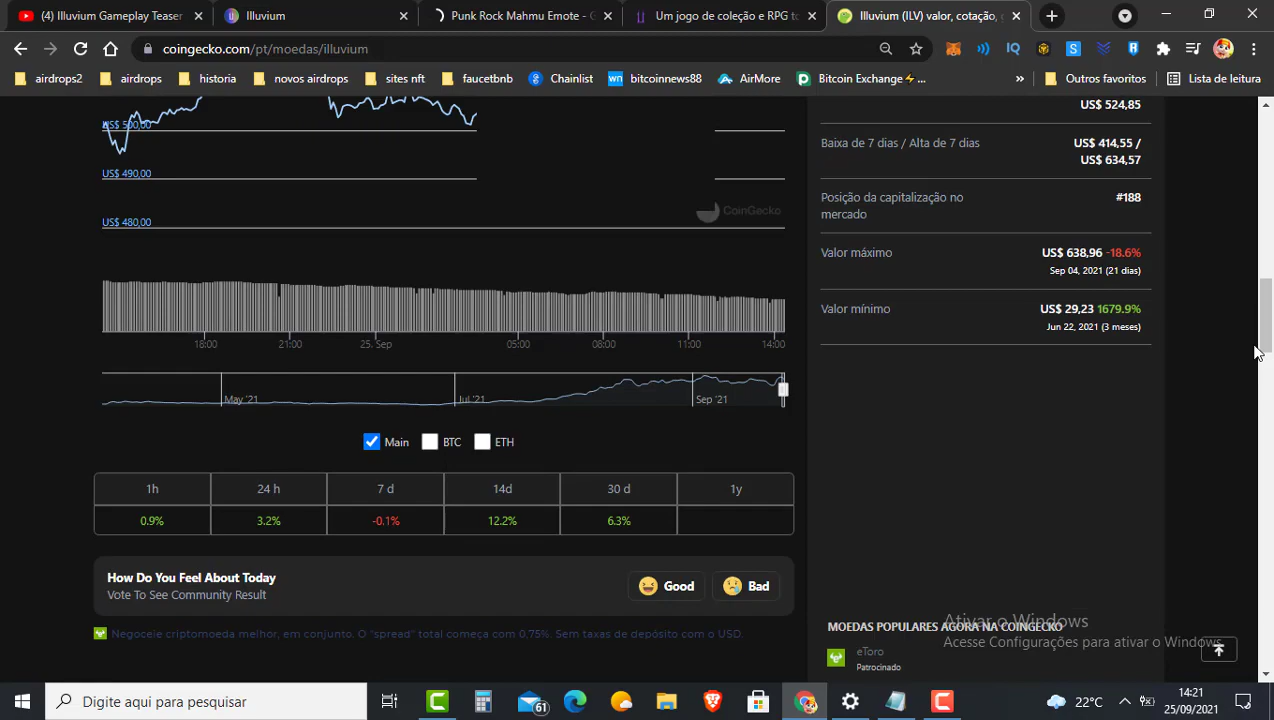 (4) Illuvium Gameplay Teaser
Illuvium
Punk Rock Mahmu Emote - G
Um jogo de coleção e RPG to
Illuvium (ILV) valor, cotação, g
coingecko.com/pt/moedas/illuvium
airdrops2
airdrops
historia
novos airdrops
sites nft
faucetbnb
Chainlist
bitcoinnews88
AirMore
Bitcoin Exchange⚡...
»
Outros favoritos
Lista de leitura
US$ 500,00
US$ 490,00
US$ 480,00
CoinGecko
18:00 21:00 25. Sep 05:00 08:00 11:00 14:00
May '21 Jul '21 Sep '21
Main BTC ETH
1h 24 h 7 d 14d 30 d 1y
0.9% 3.2% -0.1% 12.2% 6.3%
How Do You Feel About Today
Vote To See Community Result
Good
Bad
Negoceie criptomoeda melhor, em conjunto. O "spread" total começa com 0,75%. Sem taxas de depósito com o USD.
US$ 524,85
Baixa de 7 dias / Alta de 7 dias
US$ 414,55 /
US$ 634,57
Posição da capitalização no
mercado
#188
Valor máximo
US$ 638,96 -18.6%
Sep 04, 2021 (21 dias)
Valor mínimo
US$ 29,23 1679.9%
Jun 22, 2021 (3 meses)
MOEDAS POPULARES AGORA NA COINGECKO
eToro
Patrocinado
Ativar o Windows
Acesse Configurações para ativar o Windows.
Digite aqui para pesquisar
61
22°C
14:21
25/09/2021